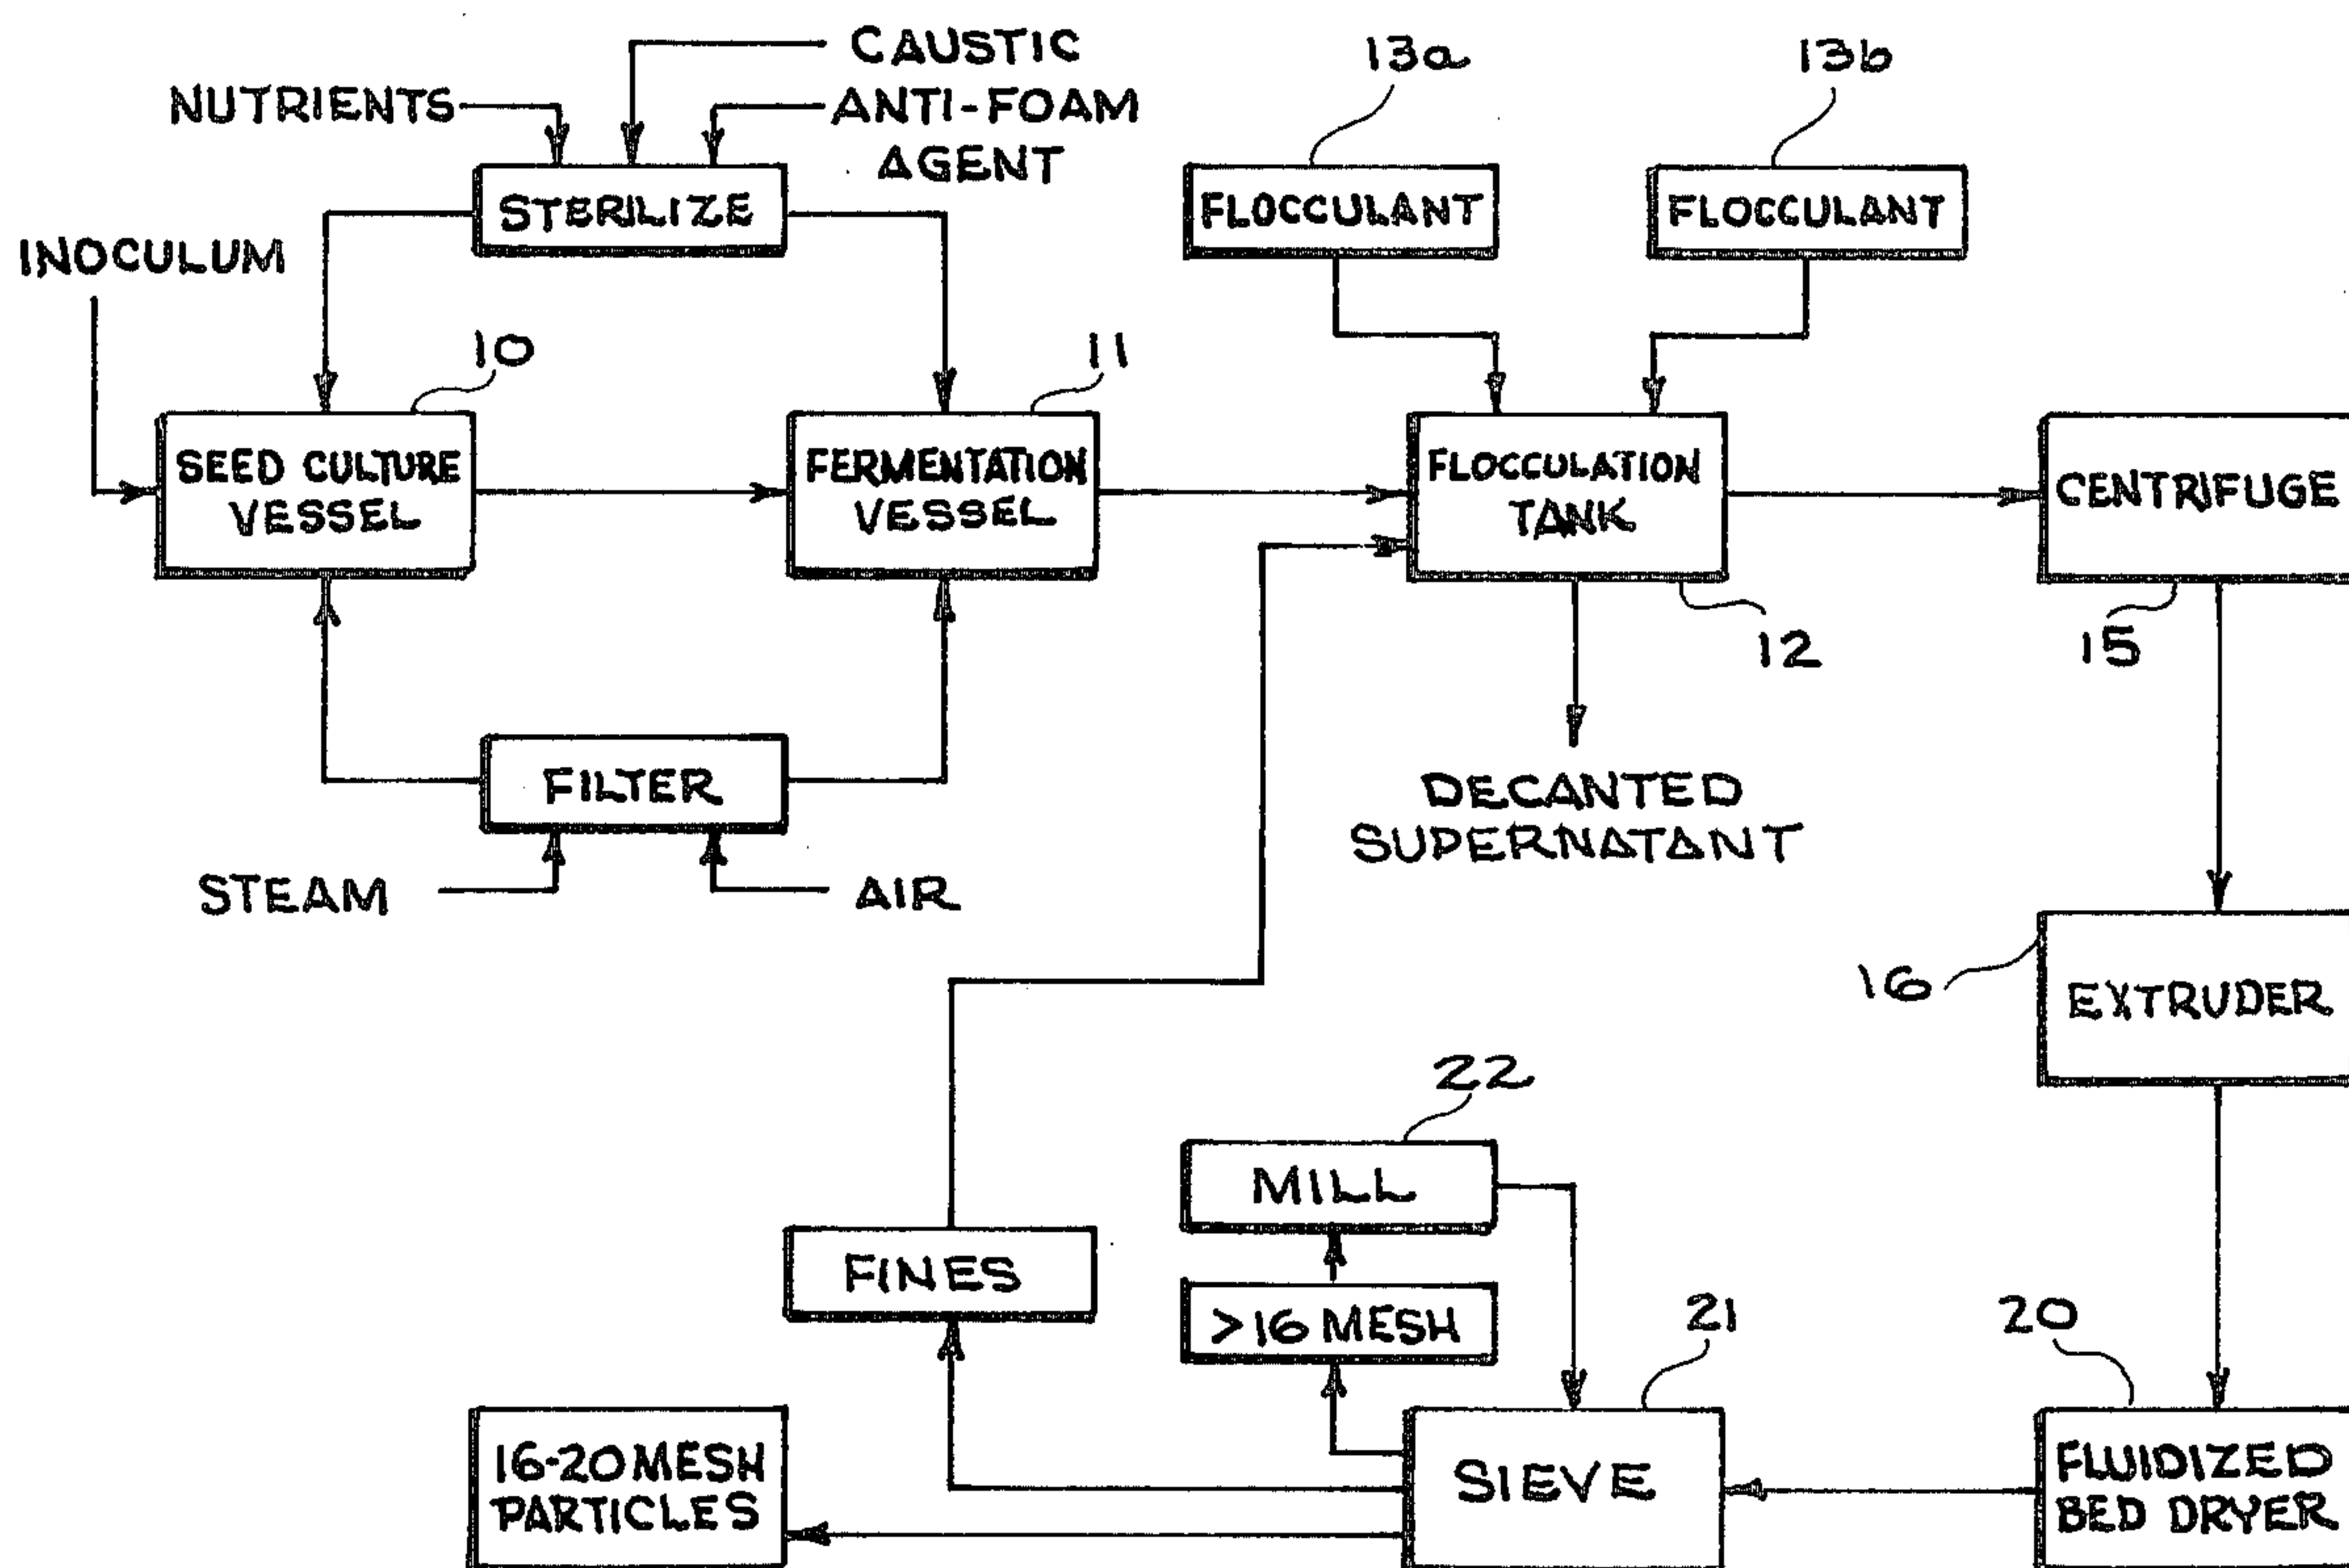 CAUSTIC
NUTRIENTS
ANTI-FOAM
AGENT
13a
13b
STERILIZE
FLOCCULANT
FLOCCULANT
INOCULUM
10
11
SEED CULTURE
VESSEL
FERMENTATION
VESSEL
FLOCCULATION
TANK
CENTRIFUGE
12
15
FILTER
DECANTED
SUPERNATANT
STEAM
AIR
16
EXTRUDER
22
MILL
FINES
>16 MESH
21
20
16-20 MESH
PARTICLES
SIEVE
FLUIDIZED
BED DRYER